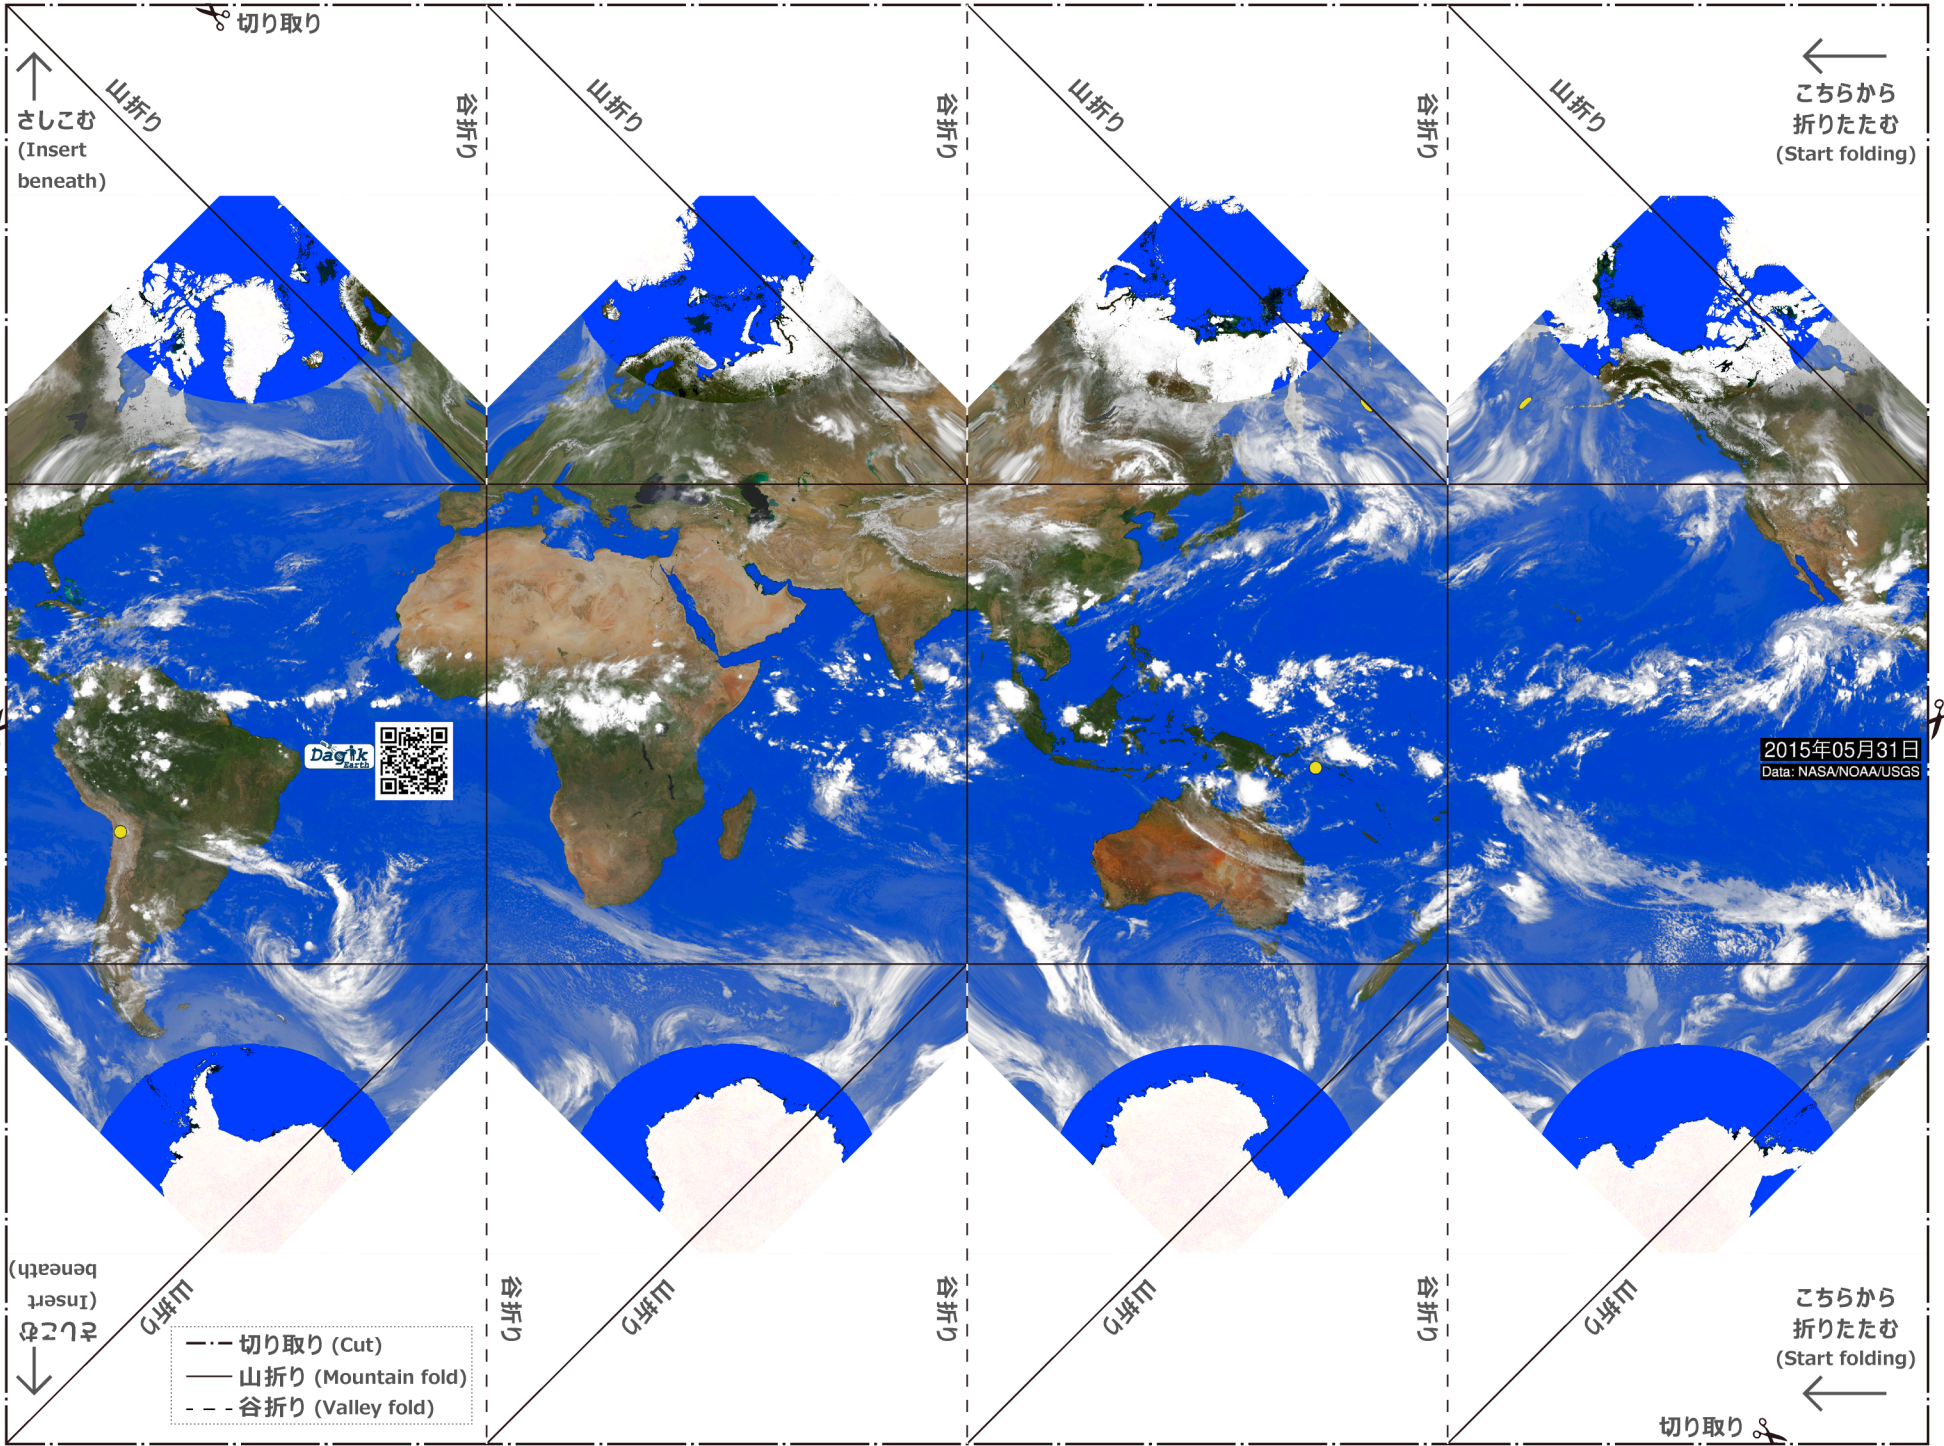 切り取り
山折り
谷折り
山折り
谷折り
山折り
谷折り
山折り
さしこむ
(Insert
beneath)
こちらから
折りたたむ
(Start folding)
Dagik
Earth
2015年05月31日
Data: NASA/NOAA/USGS
さしこむ
(Insert
beneath)
山折り
谷折り
山折り
谷折り
山折り
谷折り
山折り
こちらから
折りたたむ
(Start folding)
切り取り (Cut)
山折り (Mountain fold)
谷折り (Valley fold)
切り取り